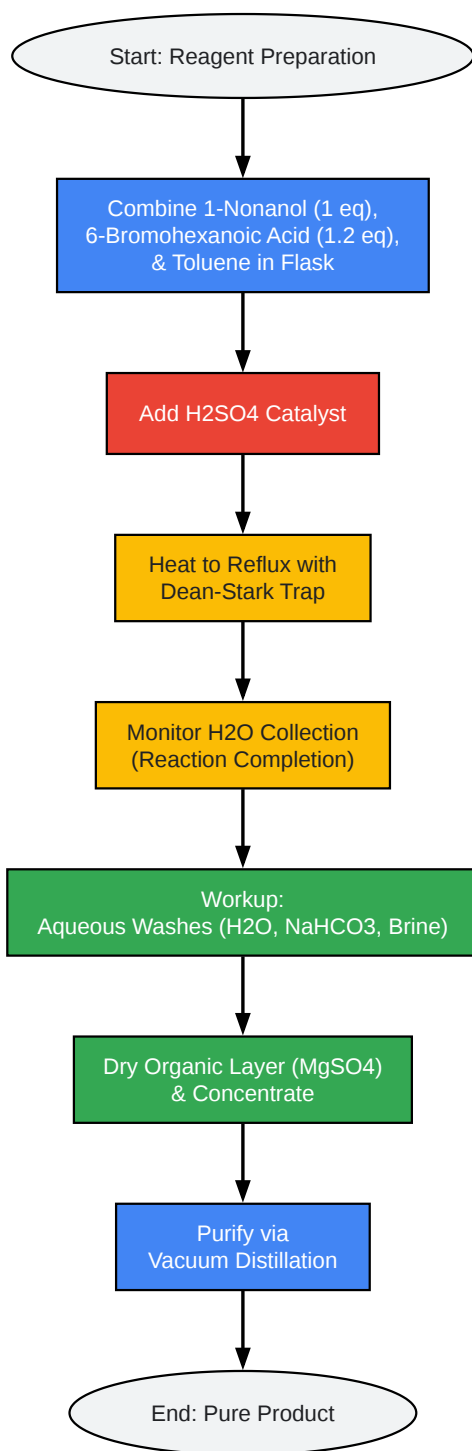 Start: Reagent Preparation
Combine 1-Nonanol (1 eq),
6-Bromohexanoic Acid (1.2 eq),
& Toluene in Flask
Add H2SO4 Catalyst
Heat to Reflux with
Dean-Stark Trap
Monitor H2O Collection
(Reaction Completion)
Workup:
Aqueous Washes (H2O, NaHCO3, Brine)
Dry Organic Layer (MgSO4)
& Concentrate
Purify via
Vacuum Distillation
End: Pure Product